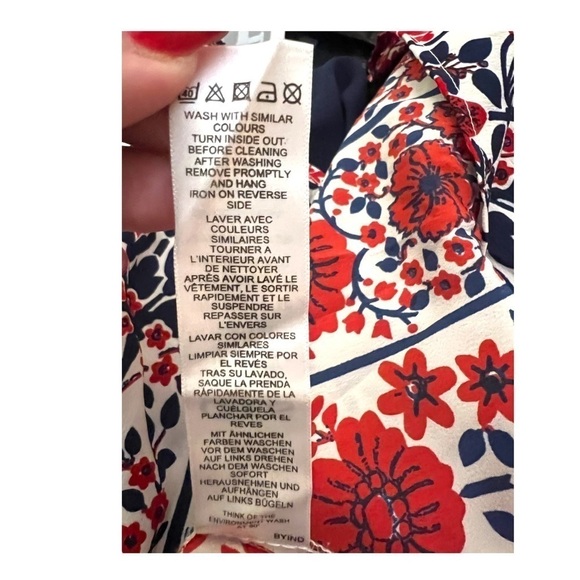 40
WASH WITH SIMILAR
COLOURS
TURN INSIDE OUT
BEFORE CLEANING
AFTER WASHING
REMOVE PROMPTLY
AND HANG
IRON ON REVERSE
SIDE
LAVER AVEC
COULEURS
SIMILAIRES
TOURNER A
L'INTERIEUR AVANT
DE NETTOYER
APRÈS AVOIR LAVÉ LE
VÊTEMENT, LE SORTIR
RAPIDEMENT ET LE
SUSPENDRE
REPASSER SUR
L'ENVERS
LAVAR CON COLORES
SIMILARES
LIMPIAR SIEMPRE POR
EL REVÉS
TRAS SU LAVADO,
SAQUE LA PRENDA
RÁPIDAMENTE DE LA
LAVADORA Y
CUÉLGUELA
PLANCHAR POR EL
REVES
MIT ÄHNLICHEN
FARBEN WASCHEN
VOR DEM WASCHEN
AUF LINKS DREHEN
NACH DEM WASCHEN
SOFORT
HERAUSNEHMEN UND
AUFHÄNGEN
AUF LINKS BÜGELN
THINK OF THE
ENVIRONMENT WASH
BYIND